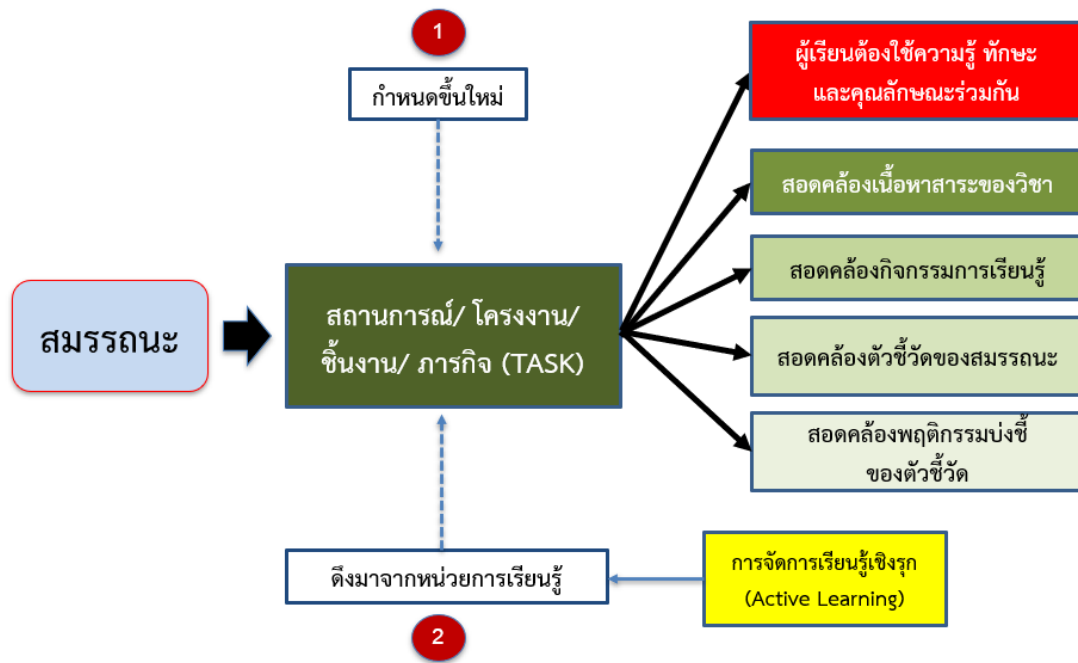 1
กำหนดขึ้นใหม่
ผู้เรียนต้องใช้ความรู้ ทักษะ
และคุณลักษณะร่วมกัน
สอดคล้องเนื้อหาสาระของวิชา
สอดคล้องกิจกรรมการเรียนรู้
สมรรถนะ
สถานการณ์/ โครงงาน/
ชิ้นงาน/ ภารกิจ (TASK)
สอดคล้องตัวชี้วัดของสมรรถนะ
สอดคล้องพฤติกรรมบ่งชี้
ของตัวชี้วัด
ดึงมาจากหน่วยการเรียนรู้
การจัดการเรียนรู้เชิงรุก
(Active Learning)
2